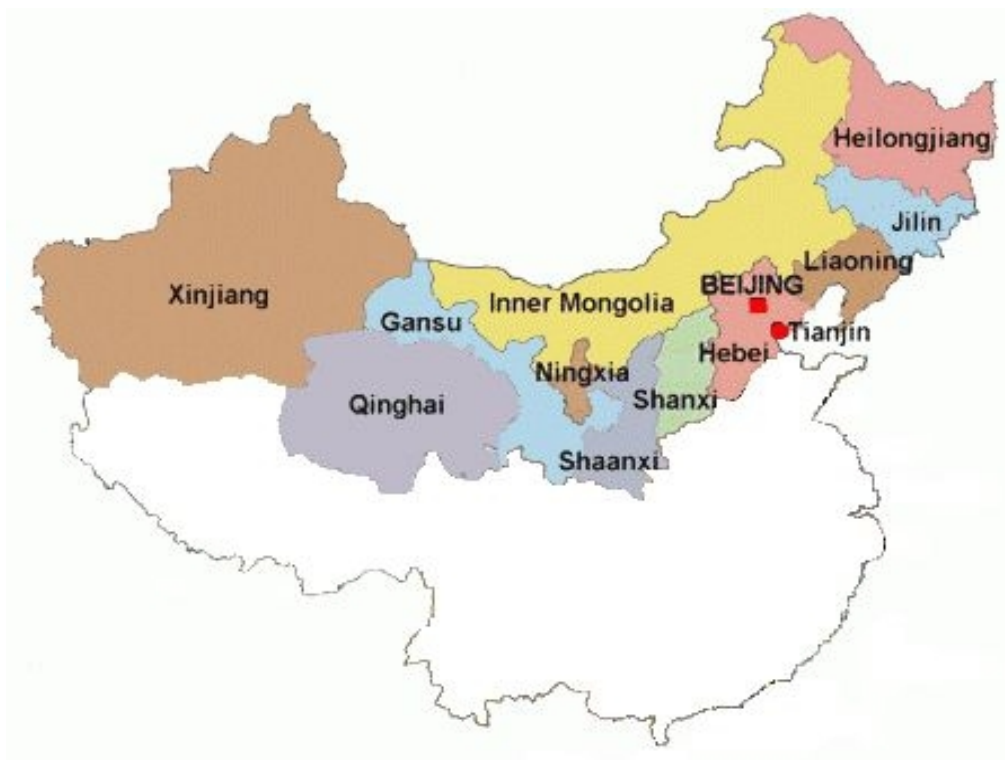 Heilongjiang
Jilin
Liaoning
BEIJING
Xinjiang
Inner Mongolia
Gansu
Tianjin
Hebei
Ningxia
Shanxi
Qinghai
Shaanxi